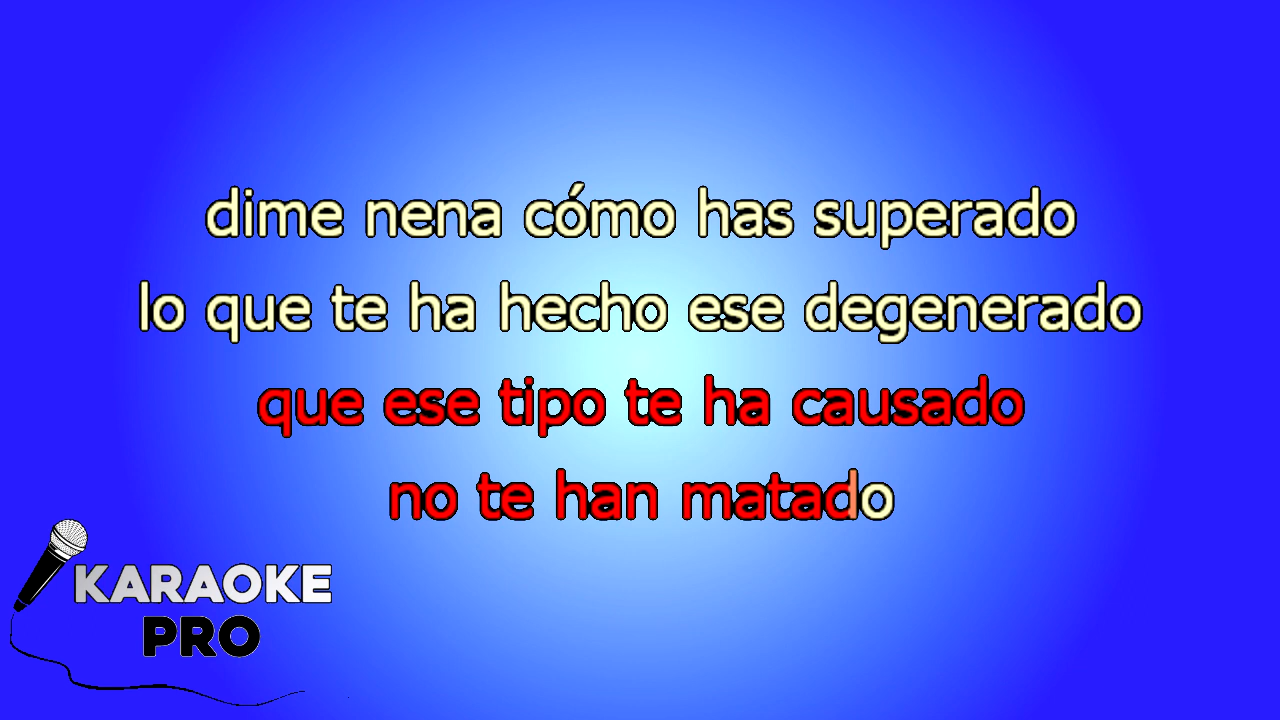 dime nena cómo has superado
lo que te ha hecho ese degenerado
que ese tipo te ha causado
no te han matado
KARAOKE
PRO